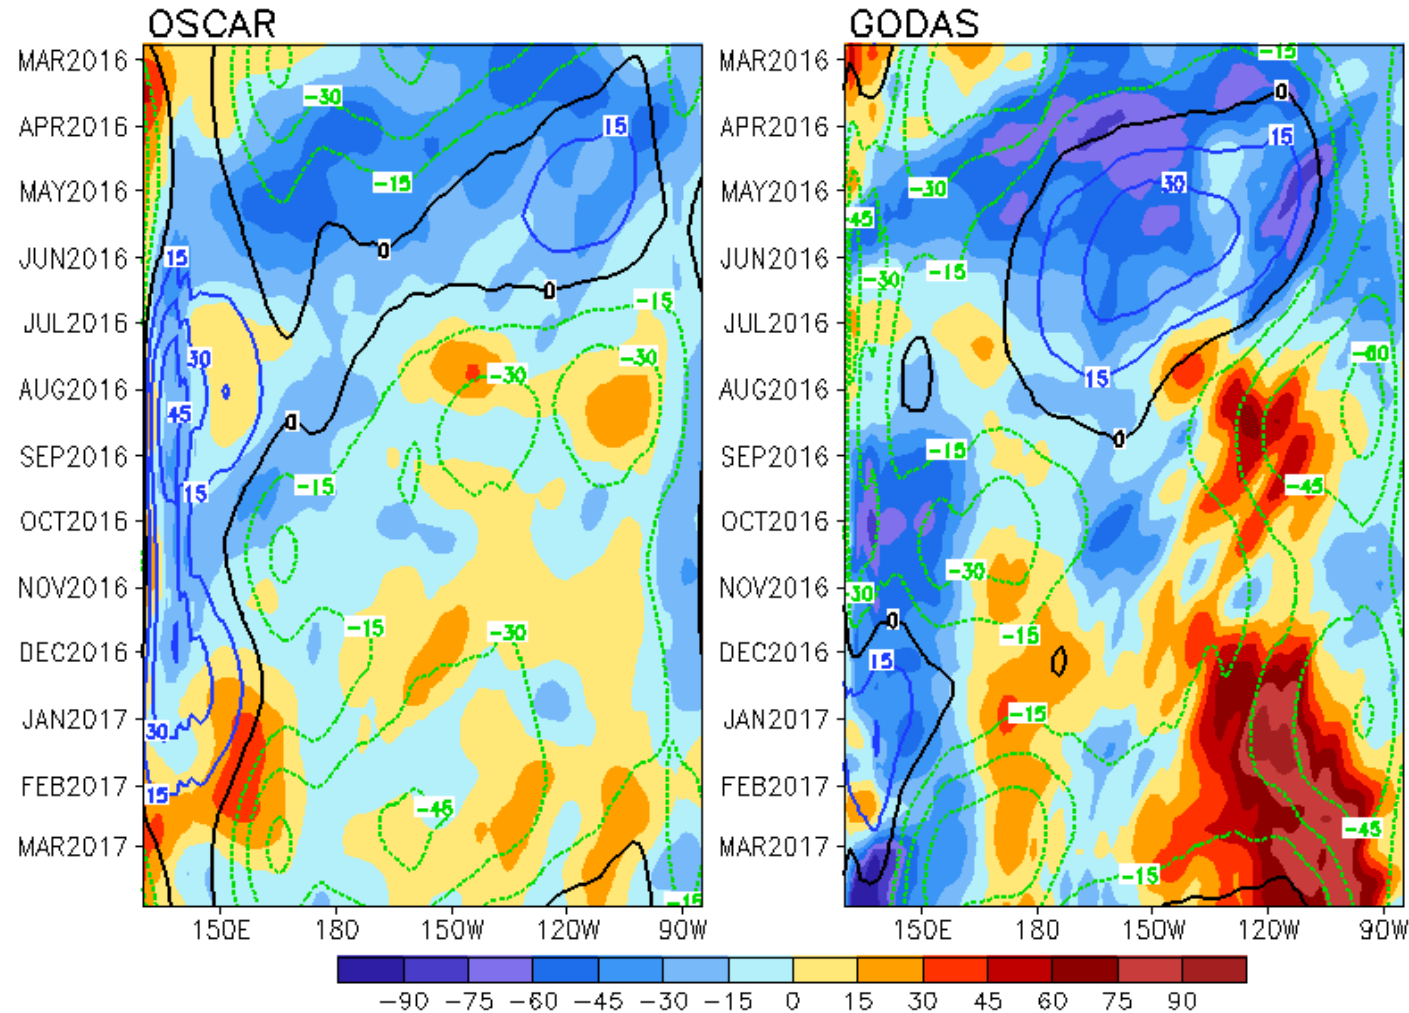 OSCAR GODAS
MAR2016 MAR2016
APR2016 APR2016
MAY2016 MAY2016
JUN2016 JUN2016
JUL2016 JUL2016
AUG2016 AUG2016
SEP2016 SEP2016
OCT2016 OCT2016
NOV2016 NOV2016
DEC2016 DEC2016
JAN2017 JAN2017
FEB2017 FEB2017
MAR2017 MAR2017
-30
15
-15
0
15
0
-15
30
-30
-30
45
0
-15
15
-15
-30
30
15
-45
-15
-15
0
15
30
-30
-45
-15
-30
15
0
-15
-45
-30
-30
0
-15
15
-15
-45
-15
150E 180 150W 120W 90W 150E 180 150W 120W 90W
-90 -75 -60 -45 -30 -15 0 15 30 45 60 75 90